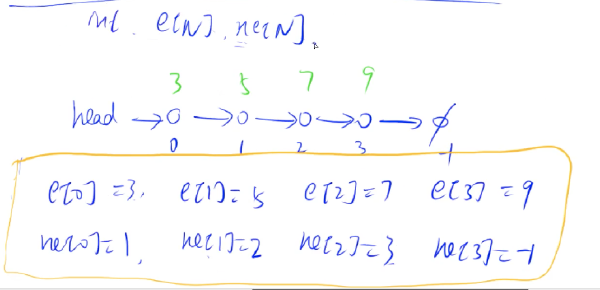 int e[N], ne[N],
3 5 7 9
head → o → o → o → o → ∅
0 1 2 3 -1
e[0]=3, e[1]=5 e[2]=7 e[3]=9
ne[0]=1, ne[1]=2 ne[2]=3 ne[3]=-1